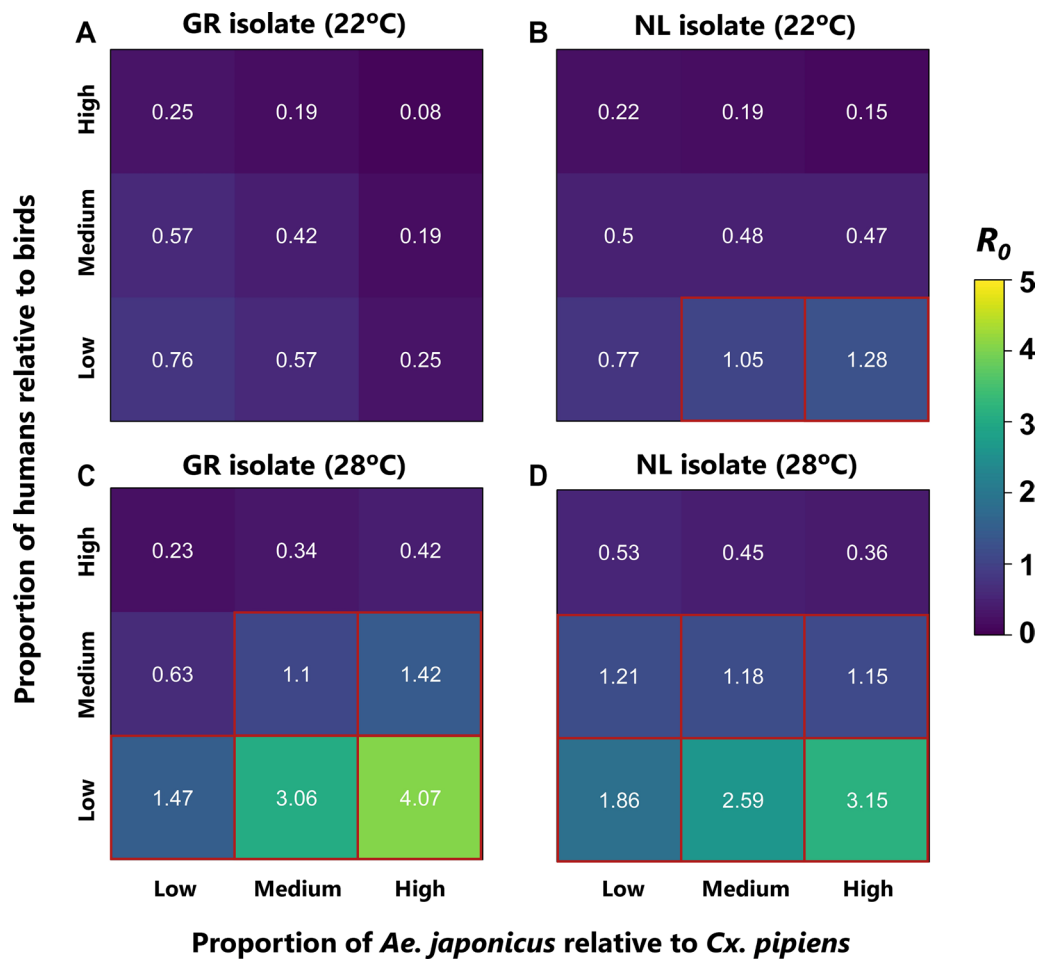 A GR isolate (22ºC)
High 0.25 0.19 0.08
Medium 0.57 0.42 0.19
Low 0.76 0.57 0.25
B NL isolate (22ºC)
0.22 0.19 0.15
0.5 0.48 0.47
0.77 1.05 1.28
C GR isolate (28ºC)
High 0.23 0.34 0.42
Medium 0.63 1.1 1.42
Low 1.47 3.06 4.07
Low Medium High
D NL isolate (28ºC)
0.53 0.45 0.36
1.21 1.18 1.15
1.86 2.59 3.15
Low Medium High
Proportion of humans relative to birds
Proportion of Ae. japonicus relative to Cx. pipiens
R0
5
4
3
2
1
0